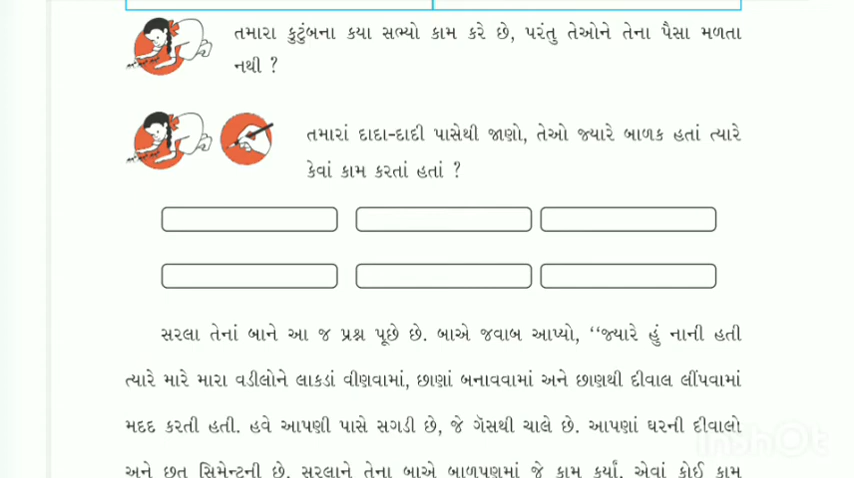 તમારા કુટુંબના કયા સભ્યો કામ કરે છે, પરંતુ તેઓને તેના પૈસા મળતા
નથી ?
તમારાં દાદા-દાદી પાસેથી જાણો, તેઓ જ્યારે બાળક હતાં ત્યારે
કેવાં કામ કરતાં હતાં ?
સરલા તેનાં બાને આ જ પ્રશ્ન પૂછે છે. બાએ જવાબ આપ્યો, ‘‘જ્યારે હું નાની હતી
ત્યારે મારે મારા વડીલોને લાકડાં વીણવામાં, છાણાં બનાવવામાં અને છાણથી દીવાલ લીંપવામાં
મદદ કરતી હતી. હવે આપણી પાસે સગડી છે, જે ગૅસથી ચાલે છે. આપણાં ઘરની દીવાલો
અને છત સિમેન્ટની છે. સરલાને તેના બાએ બાળપણમાં જે કામ કર્યાં, એવાં કોઈ કામ
InShOt